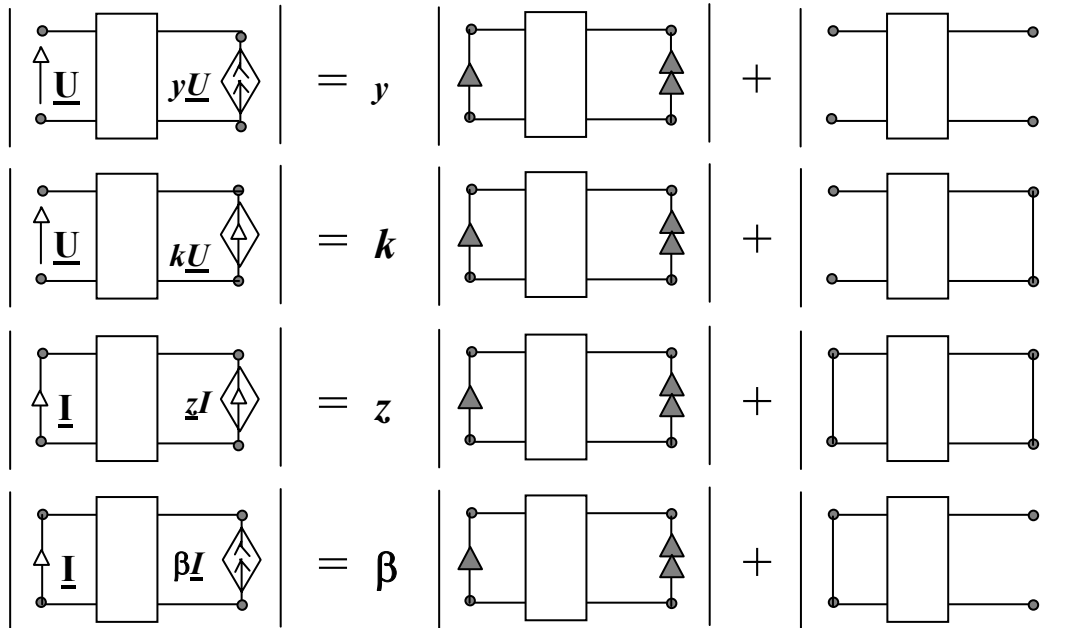 U yU = y +
U kU = k +
I zI = z +
I βI = β +